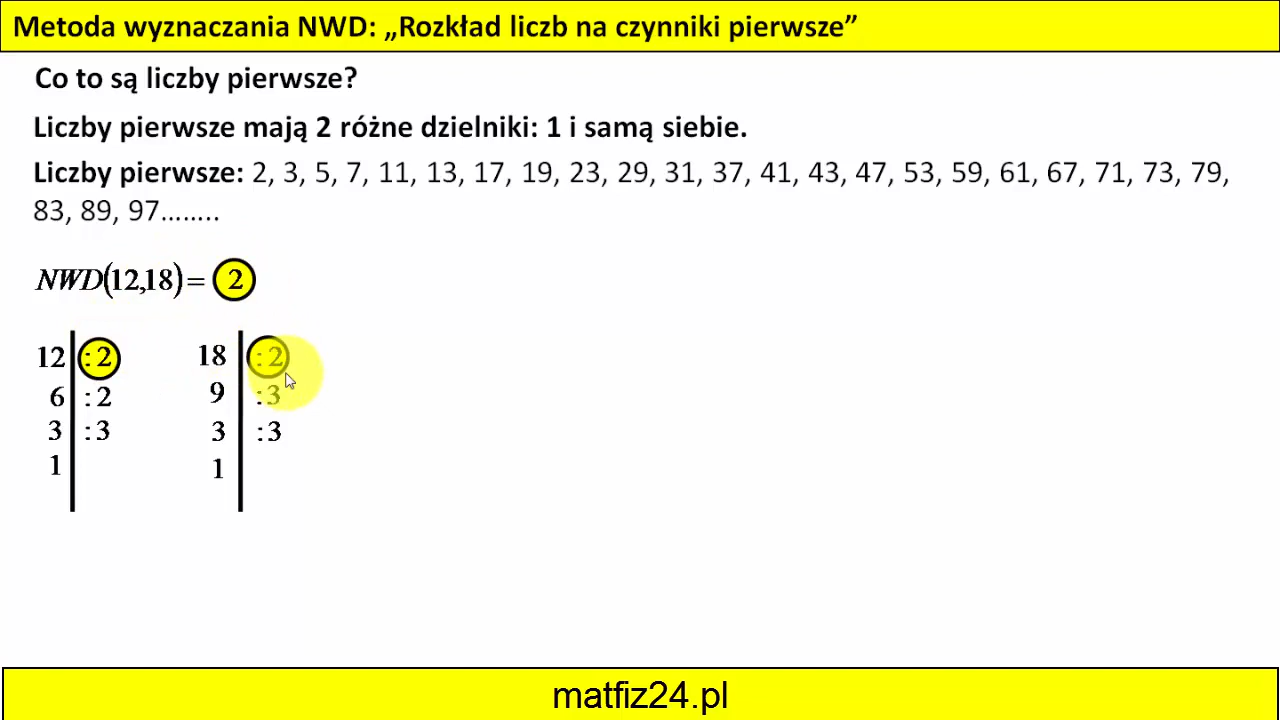 Metoda wyznaczania NWD: „Rozkład liczb na czynniki pierwsze”
Co to są liczby pierwsze?
Liczby pierwsze mają 2 różne dzielniki: 1 i samą siebie.
Liczby pierwsze: 2, 3, 5, 7, 11, 13, 17, 19, 23, 29, 31, 37, 41, 43, 47, 53, 59, 61, 67, 71, 73, 79,
83, 89, 97……..
NWD(12,18)= 2
12 :2 18 :2
6 :2 9 :3
3 :3 3 :3
1 1
matfiz24.pl